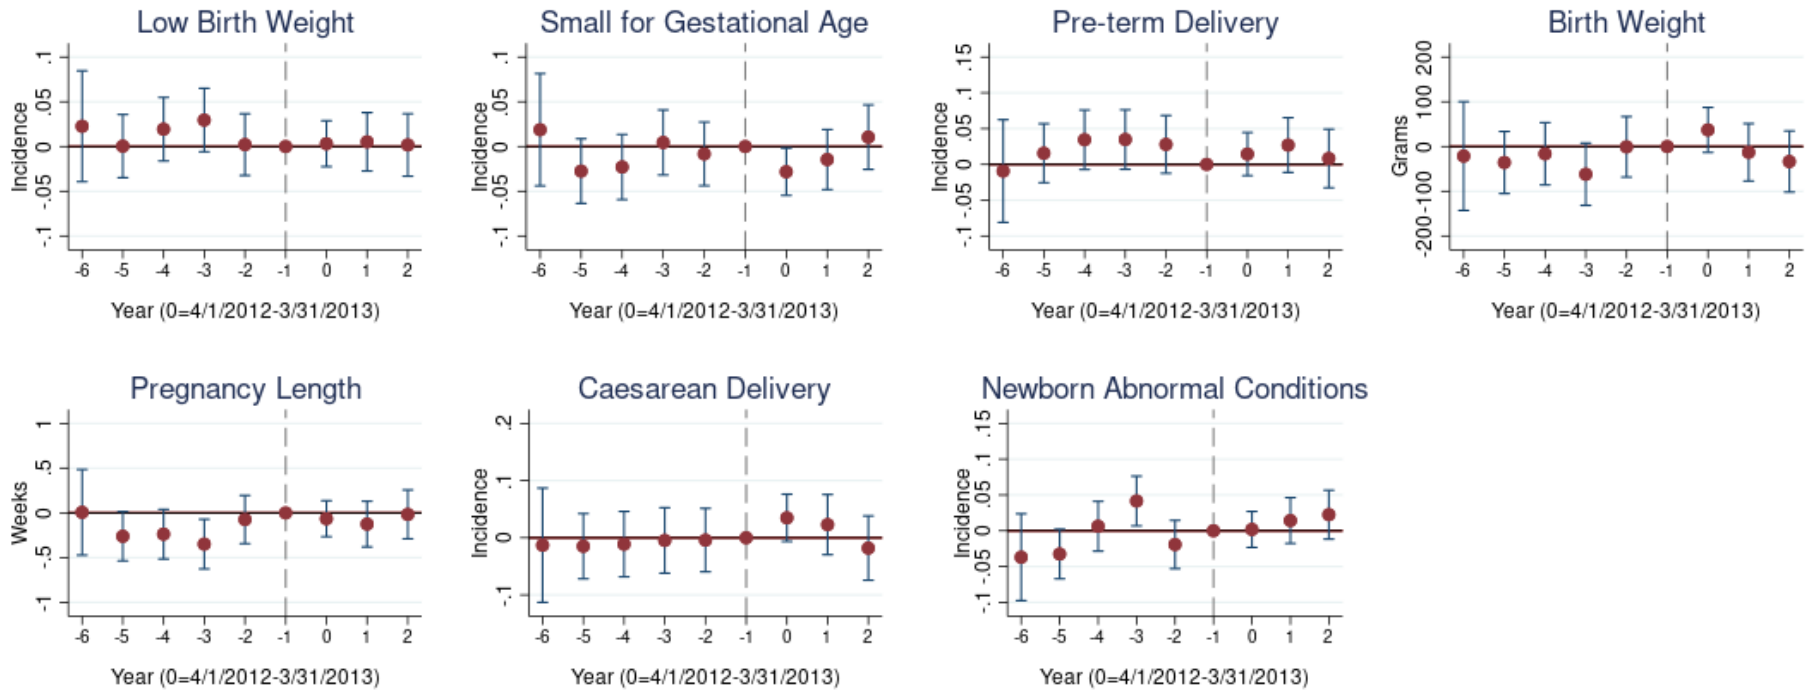 Low Birth Weight
Incidence
.1
.05
0
-.05
-.1
-6 -5 -4 -3 -2 -1 0 1 2
Year (0=4/1/2012-3/31/2013)
Small for Gestational Age
Incidence
.1
.05
0
-.05
-.1
-6 -5 -4 -3 -2 -1 0 1 2
Year (0=4/1/2012-3/31/2013)
Pre-term Delivery
Incidence
.15
.1
.05
0
-.05
-.1
-6 -5 -4 -3 -2 -1 0 1 2
Year (0=4/1/2012-3/31/2013)
Birth Weight
Grams
200
100
0
-100
-200
-6 -5 -4 -3 -2 -1 0 1 2
Year (0=4/1/2012-3/31/2013)
Pregnancy Length
Weeks
1
.5
0
-.5
-1
-6 -5 -4 -3 -2 -1 0 1 2
Year (0=4/1/2012-3/31/2013)
Caesarean Delivery
Incidence
.2
.1
0
-.1
-6 -5 -4 -3 -2 -1 0 1 2
Year (0=4/1/2012-3/31/2013)
Newborn Abnormal Conditions
Incidence
.15
.1
.05
0
-.05
-.1
-6 -5 -4 -3 -2 -1 0 1 2
Year (0=4/1/2012-3/31/2013)